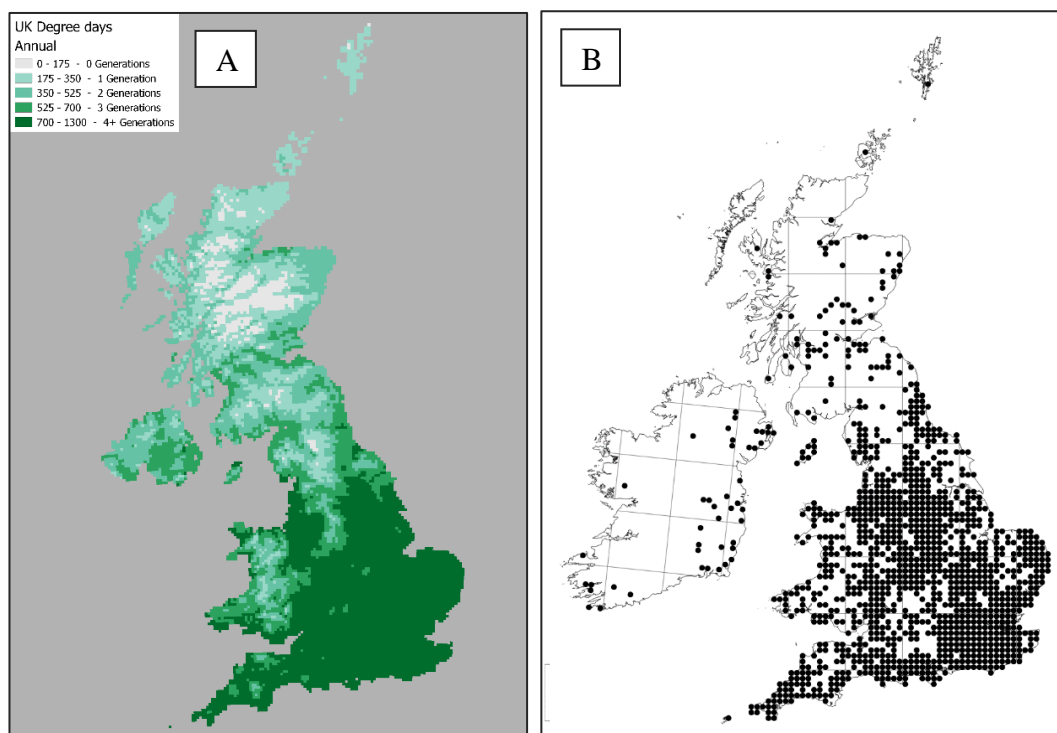 UK Degree days
Annual
0 - 175 - 0 Generations
175 - 350 - 1 Generation
350 - 525 - 2 Generations
525 - 700 - 3 Generations
700 - 1300 - 4+ Generations
A
B